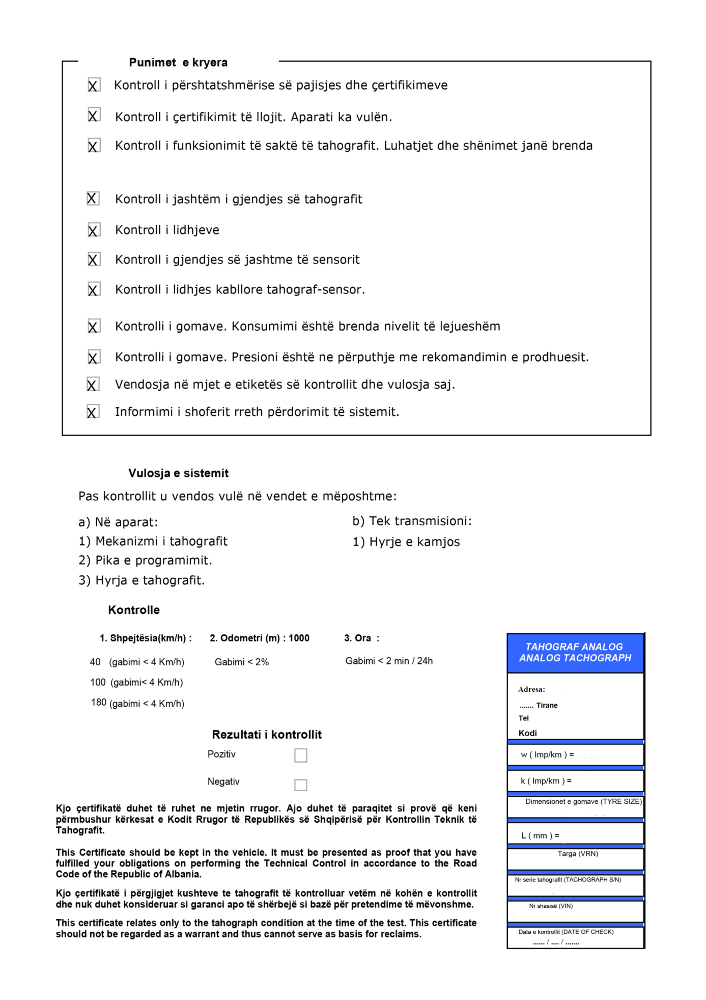 Punimet e kryera
X Kontroll i përshtatshmërise së pajisjes dhe çertifikimeve
X Kontroll i çertifikimit të llojit. Aparati ka vulën.
X Kontroll i funksionimit të saktë të tahografit. Luhatjet dhe shënimet janë brenda
X Kontroll i jashtëm i gjendjes së tahografit
X Kontroll i lidhjeve
X Kontroll i gjendjes së jashtme të sensorit
X Kontroll i lidhjes kabllore tahograf-sensor.
X Kontrolli i gomave. Konsumimi është brenda nivelit të lejueshëm
X Kontrolli i gomave. Presioni është ne përputhje me rekomandimin e prodhuesit.
X Vendosja në mjet e etiketës së kontrollit dhe vulosja saj.
X Informimi i shoferit rreth përdorimit të sistemit.
Vulosja e sistemit
Pas kontrollit u vendos vulë në vendet e mëposhtme:
a) Në aparat:
1) Mekanizmi i tahografit
2) Pika e programimit.
3) Hyrja e tahografit.
b) Tek transmisioni:
1) Hyrje e kamjos
Kontrolle
1. Shpejtësia(km/h) :
40 (gabimi < 4 Km/h)
100 (gabimi< 4 Km/h)
180 (gabimi < 4 Km/h)
2. Odometri (m) : 1000
Gabimi < 2%
3. Ora :
Gabimi < 2 min / 24h
Rezultati i kontrollit
Pozitiv
Negativ
Kjo çertifikatë duhet të ruhet ne mjetin rrugor. Ajo duhet të paraqitet si provë që keni
përmbushur kërkesat e Kodit Rrugor të Republikës së Shqipërisë për Kontrollin Teknik të
Tahografit.
This Certificate should be kept in the vehicle. It must be presented as proof that you have
fulfilled your obligations on performing the Technical Control in accordance to the Road
Code of the Republic of Albania.
Kjo çertifikatë i përgjigjet kushteve te tahografit të kontrolluar vetëm në kohën e kontrollit
dhe nuk duhet konsideruar si garanci apo të shërbejë si bazë për pretendime të mëvonshme.
This certificate relates only to the tahograph condition at the time of the test. This certificate
should not be regarded as a warrant and thus cannot serve as basis for reclaims.
TAHOGRAF ANALOG
ANALOG TACHOGRAPH
Adresa:
....... Tirane
Tel
Kodi
w ( Imp/km ) =
k ( Imp/km ) =
Dimensionet e gomave (TYRE SIZE)
L ( mm ) =
Targa (VRN)
Nr serie tahografit (TACHOGRAPH S/N)
Nr shasisë (VIN)
Data e kontrollit (DATE OF CHECK)
...... / .... / .......